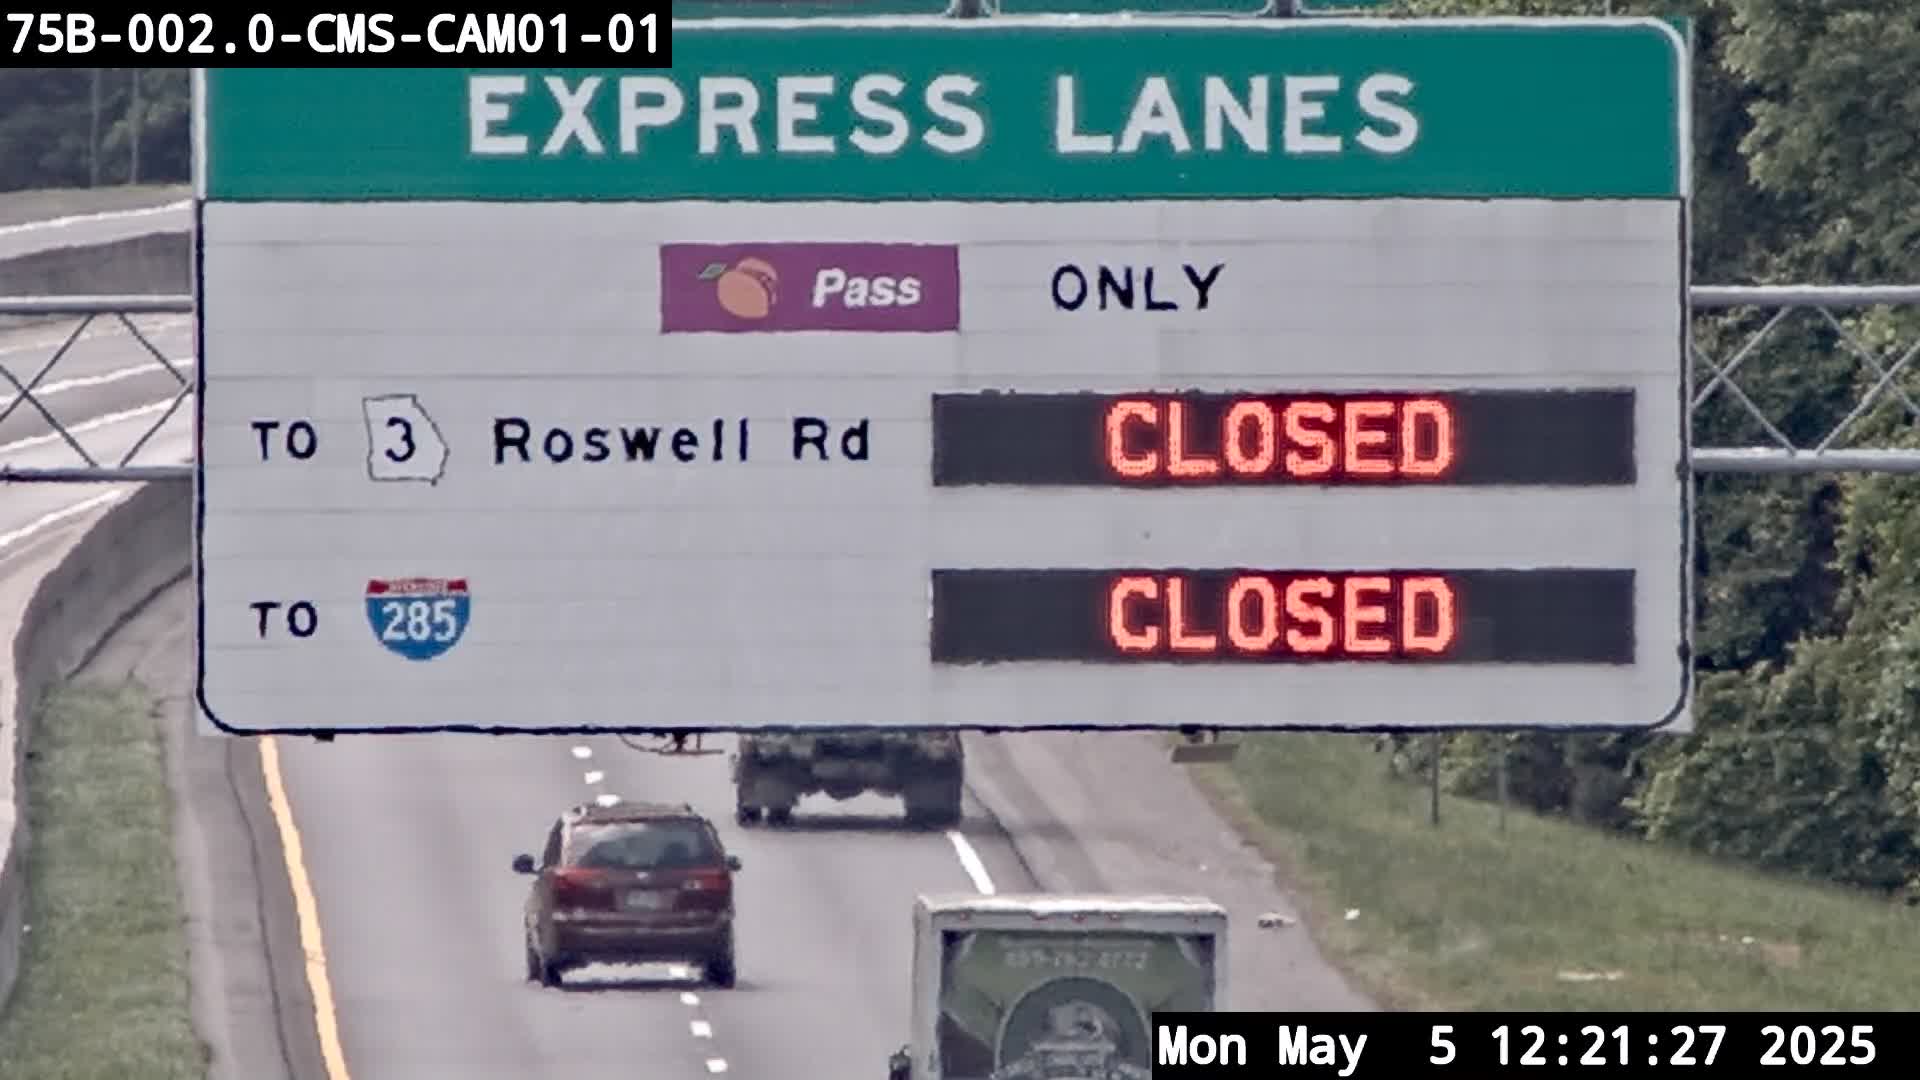 75B-002.0-CMS-CAM01-01
EXPRESS LANES
Pass ONLY
TO 3 Roswell Rd CLOSED
TO 285 CLOSED
Mon May 5 12:21:27 2025